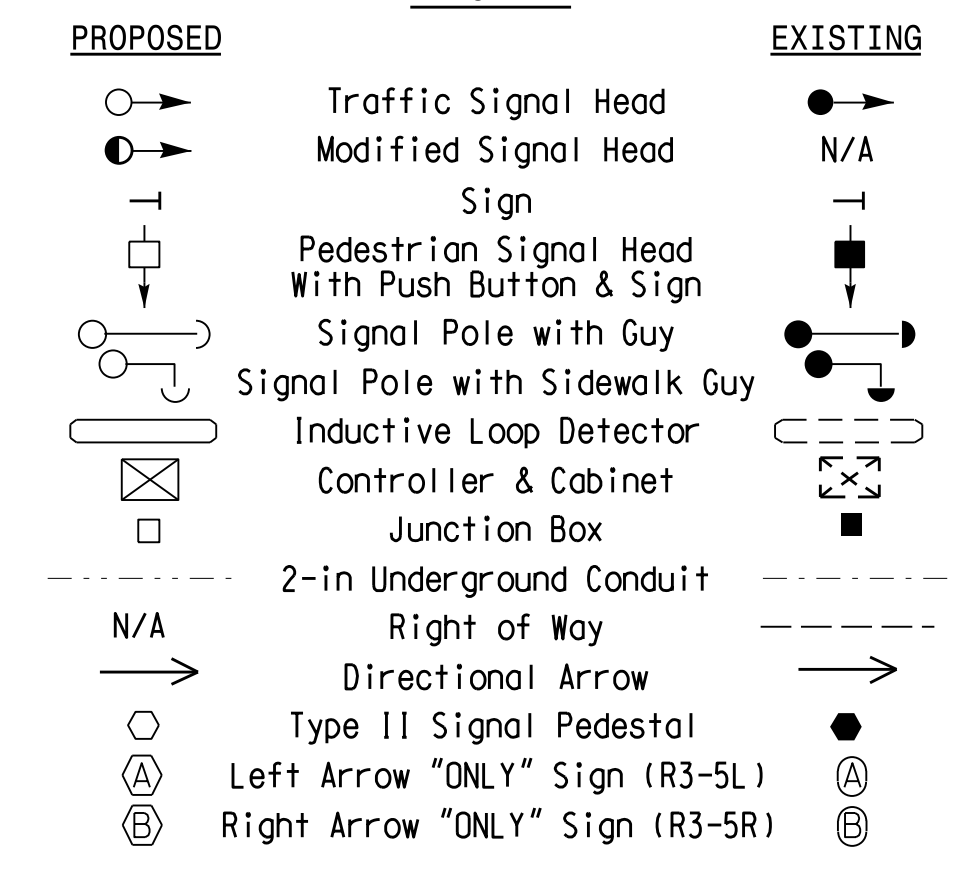 PROPOSED EXISTING
Traffic Signal Head
Modified Signal Head N/A
Sign
Pedestrian Signal Head
With Push Button & Sign
Signal Pole with Guy
Signal Pole with Sidewalk Guy
Inductive Loop Detector
Controller & Cabinet
Junction Box
2-in Underground Conduit
N/A Right of Way
Directional Arrow
Type II Signal Pedestal
A Left Arrow "ONLY" Sign (R3-5L) A
B Right Arrow "ONLY" Sign (R3-5R) B